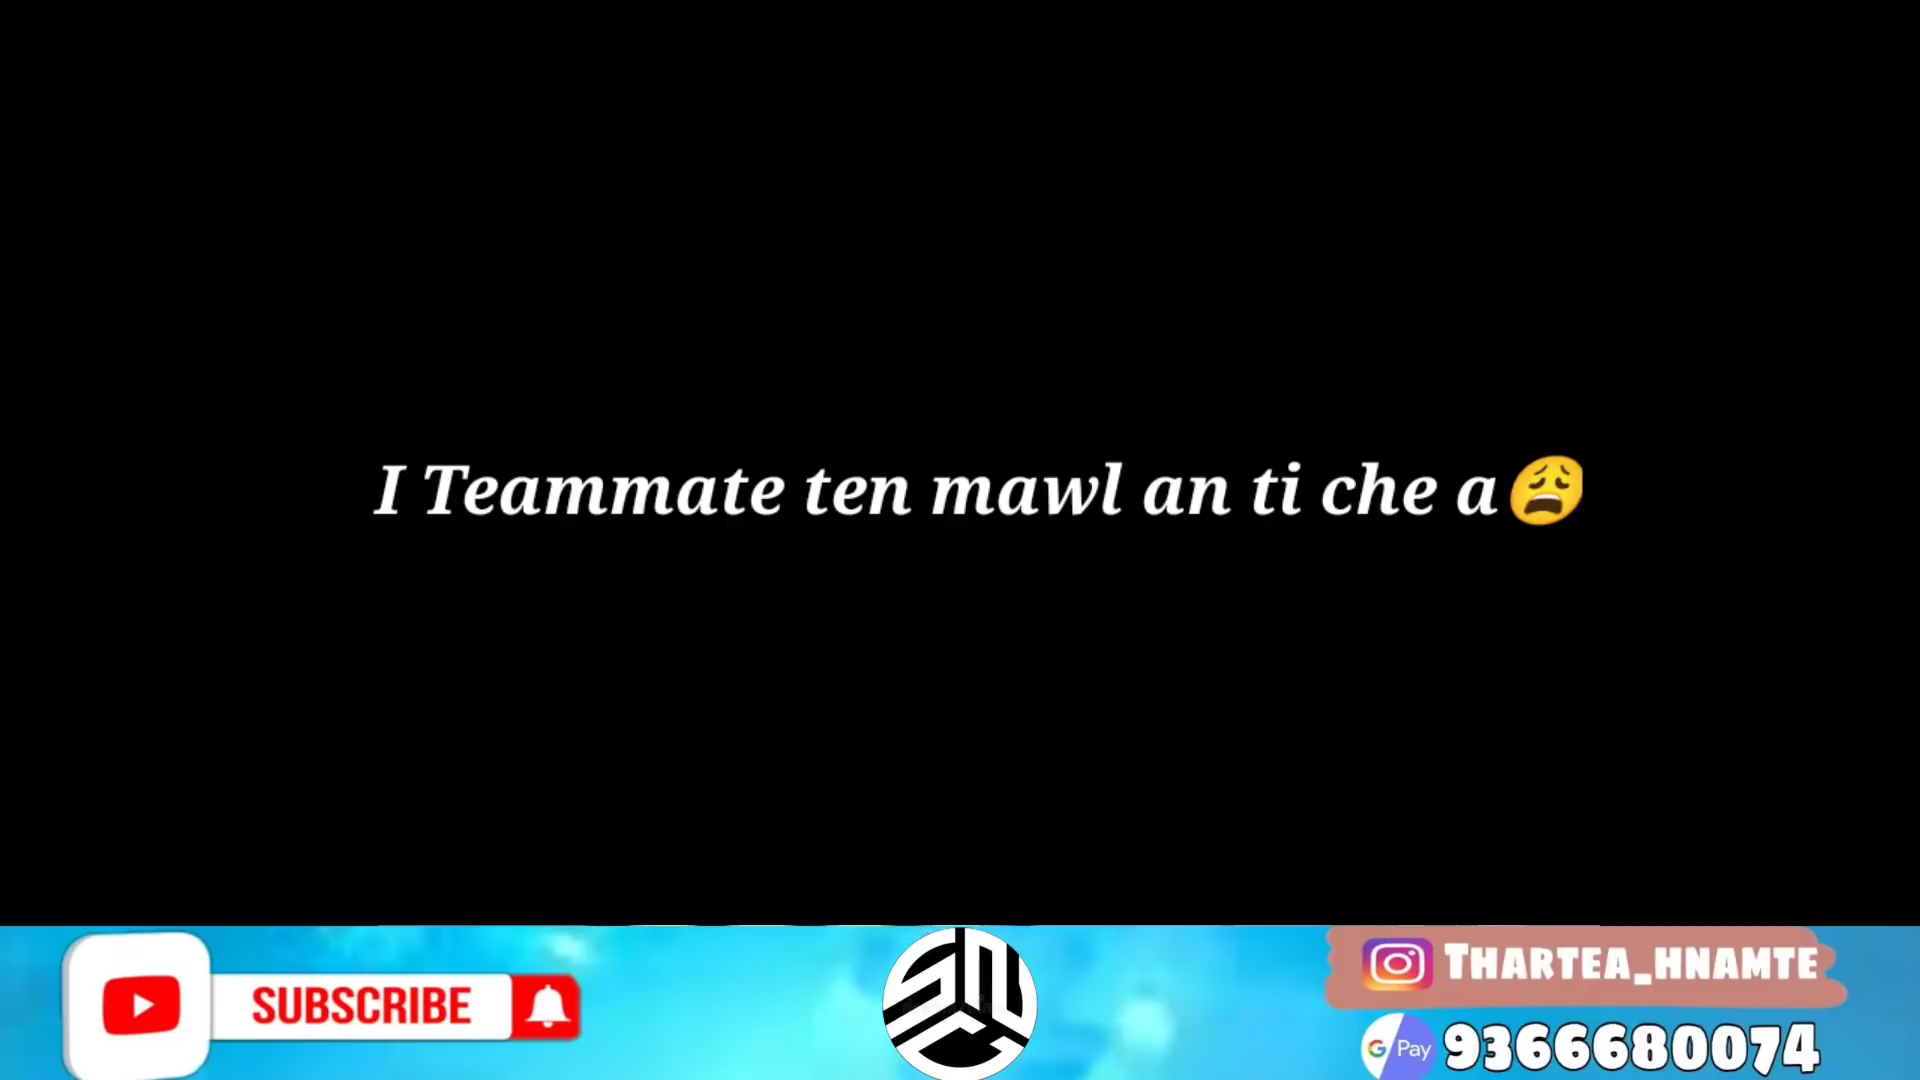 I Teammate ten mawl an ti che a😩
SUBSCRIBE
THARTEA_HNAMTE
G Pay 9366680074